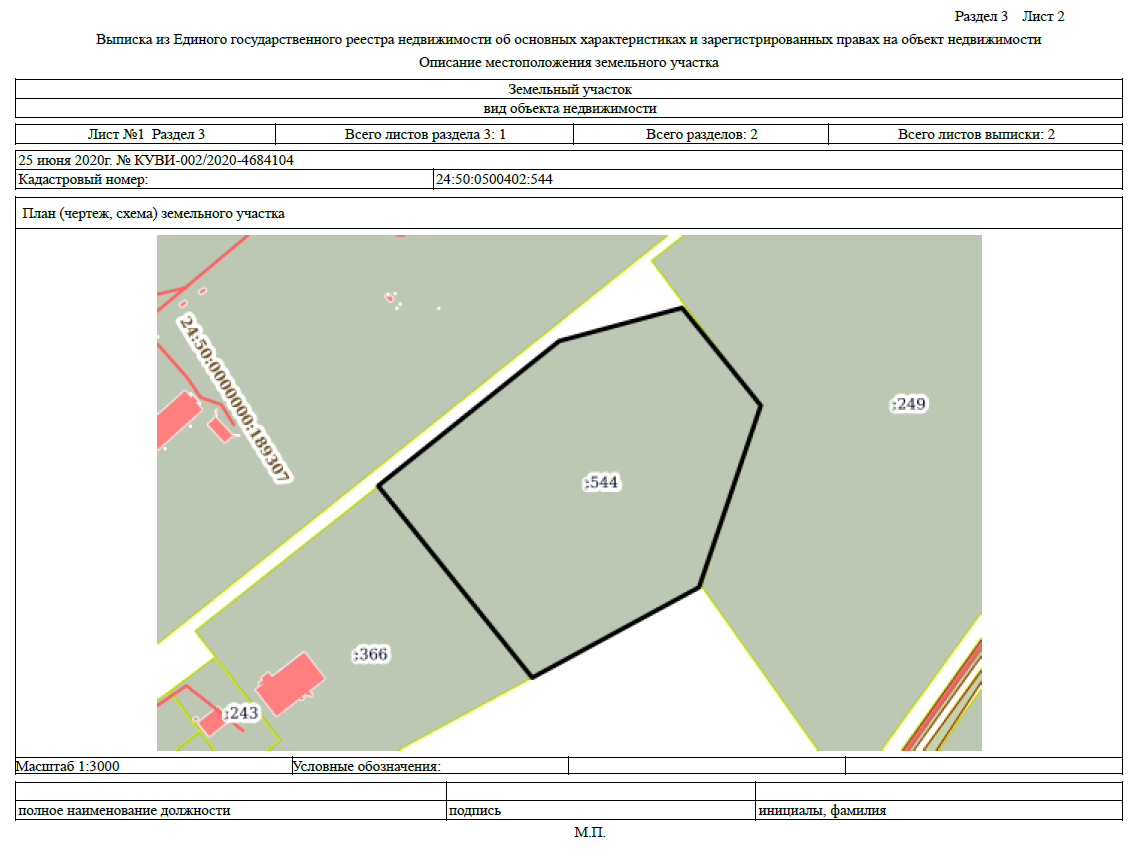 Раздел 3 Лист 2
Выписка из Единого государственного реестра недвижимости об основных характеристиках и зарегистрированных правах на объект недвижимости
Описание местоположения земельного участка
Земельный участок
вид объекта недвижимости
Лист №1 Раздел 3 Всего листов раздела 3: 1 Всего разделов: 2 Всего листов выписки: 2
25 июня 2020г. № КУВИ-002/2020-4684104
Кадастровый номер: 24:50:0500402:544
План (чертеж, схема) земельного участка
24:50:0000000:189307
:249
:544
:366
:243
Масштаб 1:3000 Условные обозначения:
полное наименование должности подпись инициалы, фамилия
М.П.